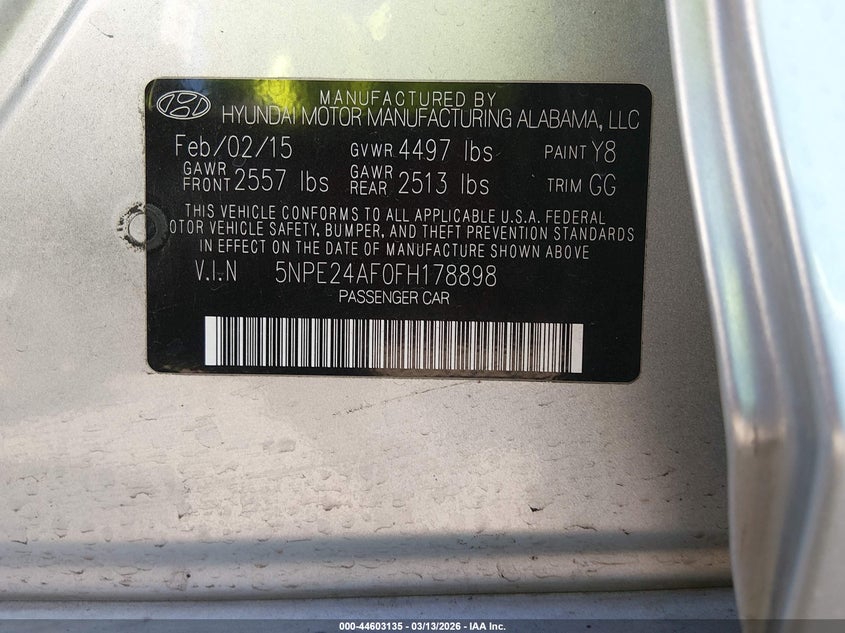 MANUFACTURED BY
HYUNDAI MOTOR MANUFACTURING ALABAMA, LLC
Feb/02/15 GVWR 4497 lbs PAINT Y8
GAWR FRONT 2557 lbs GAWR REAR 2513 lbs TRIM GG
THIS VEHICLE CONFORMS TO ALL APPLICABLE U.S.A. FEDERAL
OTOR VEHICLE SAFETY, BUMPER, AND THEFT PREVENTION STANDARDS
IN EFFECT ON THE DATE OF MANUFACTURE SHOWN ABOVE
V.I.N 5NPE24AF0FH178898
PASSENGER CAR
000-44603135 - 03/13/2026 - IAA Inc.